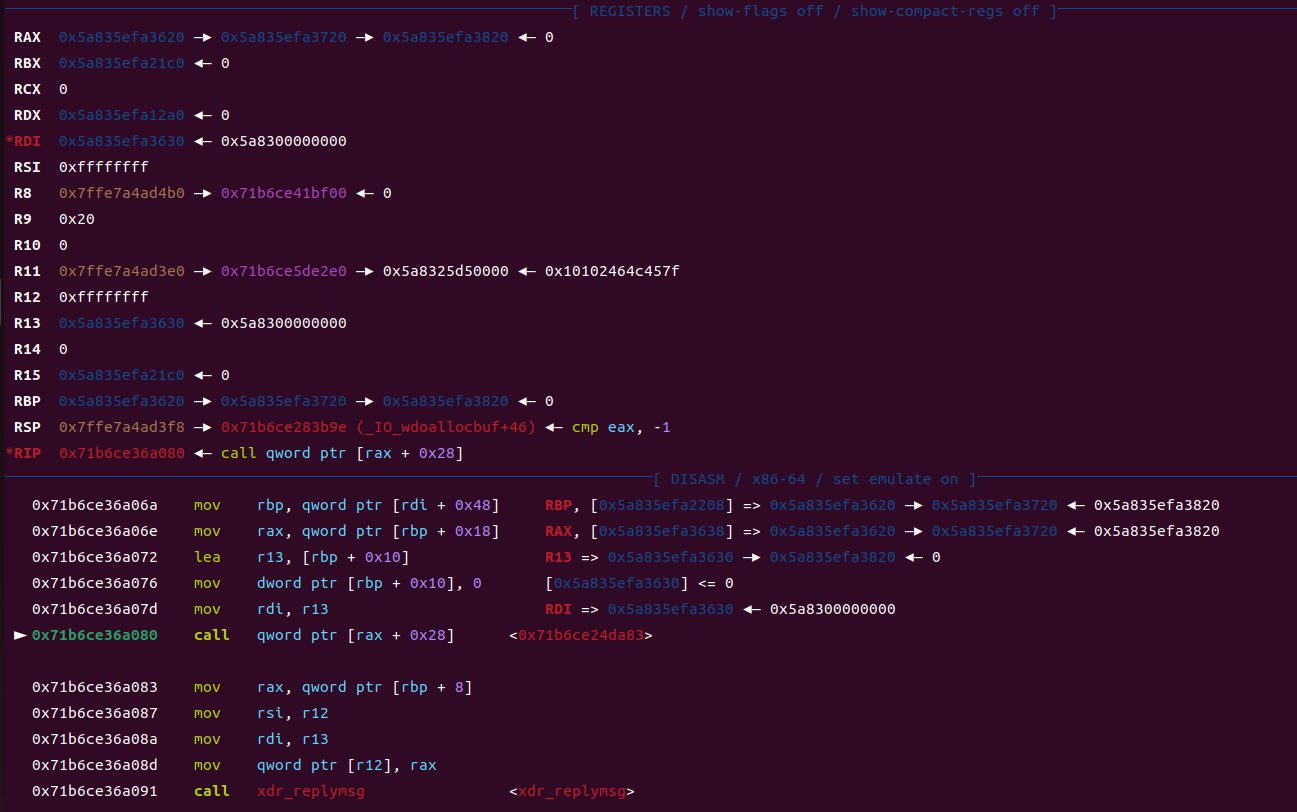 [ REGISTERS / show-flags off / show-compact-regs off ]
RAX 0x5a835efa3620 —▸ 0x5a835efa3720 —▸ 0x5a835efa3820 ◂— 0
RBX 0x5a835efa21c0 ◂— 0
RCX 0
RDX 0x5a835efa12a0 ◂— 0
*RDI 0x5a835efa3630 ◂— 0x5a8300000000
RSI 0xffffffff
R8 0x7ffe7a4ad4b0 —▸ 0x71b6ce41bf00 ◂— 0
R9 0x20
R10 0
R11 0x7ffe7a4ad3e0 —▸ 0x71b6ce5de2e0 —▸ 0x5a8325d50000 ◂— 0x10102464c457f
R12 0xffffffff
R13 0x5a835efa3630 ◂— 0x5a8300000000
R14 0
R15 0x5a835efa21c0 ◂— 0
RBP 0x5a835efa3620 —▸ 0x5a835efa3720 —▸ 0x5a835efa3820 ◂— 0
RSP 0x7ffe7a4ad3f8 —▸ 0x71b6ce283b9e (_IO_wdoallocbuf+46) ◂— cmp eax, -1
*RIP 0x71b6ce36a080 ◂— call qword ptr [rax + 0x28]
[ DISASM / x86-64 / set emulate on ]
0x71b6ce36a06a mov rbp, qword ptr [rdi + 0x48] RBP, [0x5a835efa2208] => 0x5a835efa3620 —▸ 0x5a835efa3720 ◂— 0x5a835efa3820
0x71b6ce36a06e mov rax, qword ptr [rbp + 0x18] RAX, [0x5a835efa3638] => 0x5a835efa3620 —▸ 0x5a835efa3720 ◂— 0x5a835efa3820
0x71b6ce36a072 lea r13, [rbp + 0x10] R13 => 0x5a835efa3630 —▸ 0x5a835efa3820 ◂— 0
0x71b6ce36a076 mov dword ptr [rbp + 0x10], 0 [0x5a835efa3630] <= 0
0x71b6ce36a07d mov rdi, r13 RDI => 0x5a835efa3630 ◂— 0x5a8300000000
► 0x71b6ce36a080 call qword ptr [rax + 0x28] <0x71b6ce24da83>
0x71b6ce36a083 mov rax, qword ptr [rbp + 8]
0x71b6ce36a087 mov rsi, r12
0x71b6ce36a08a mov rdi, r13
0x71b6ce36a08d mov qword ptr [r12], rax
0x71b6ce36a091 call xdr_replymsg <xdr_replymsg>